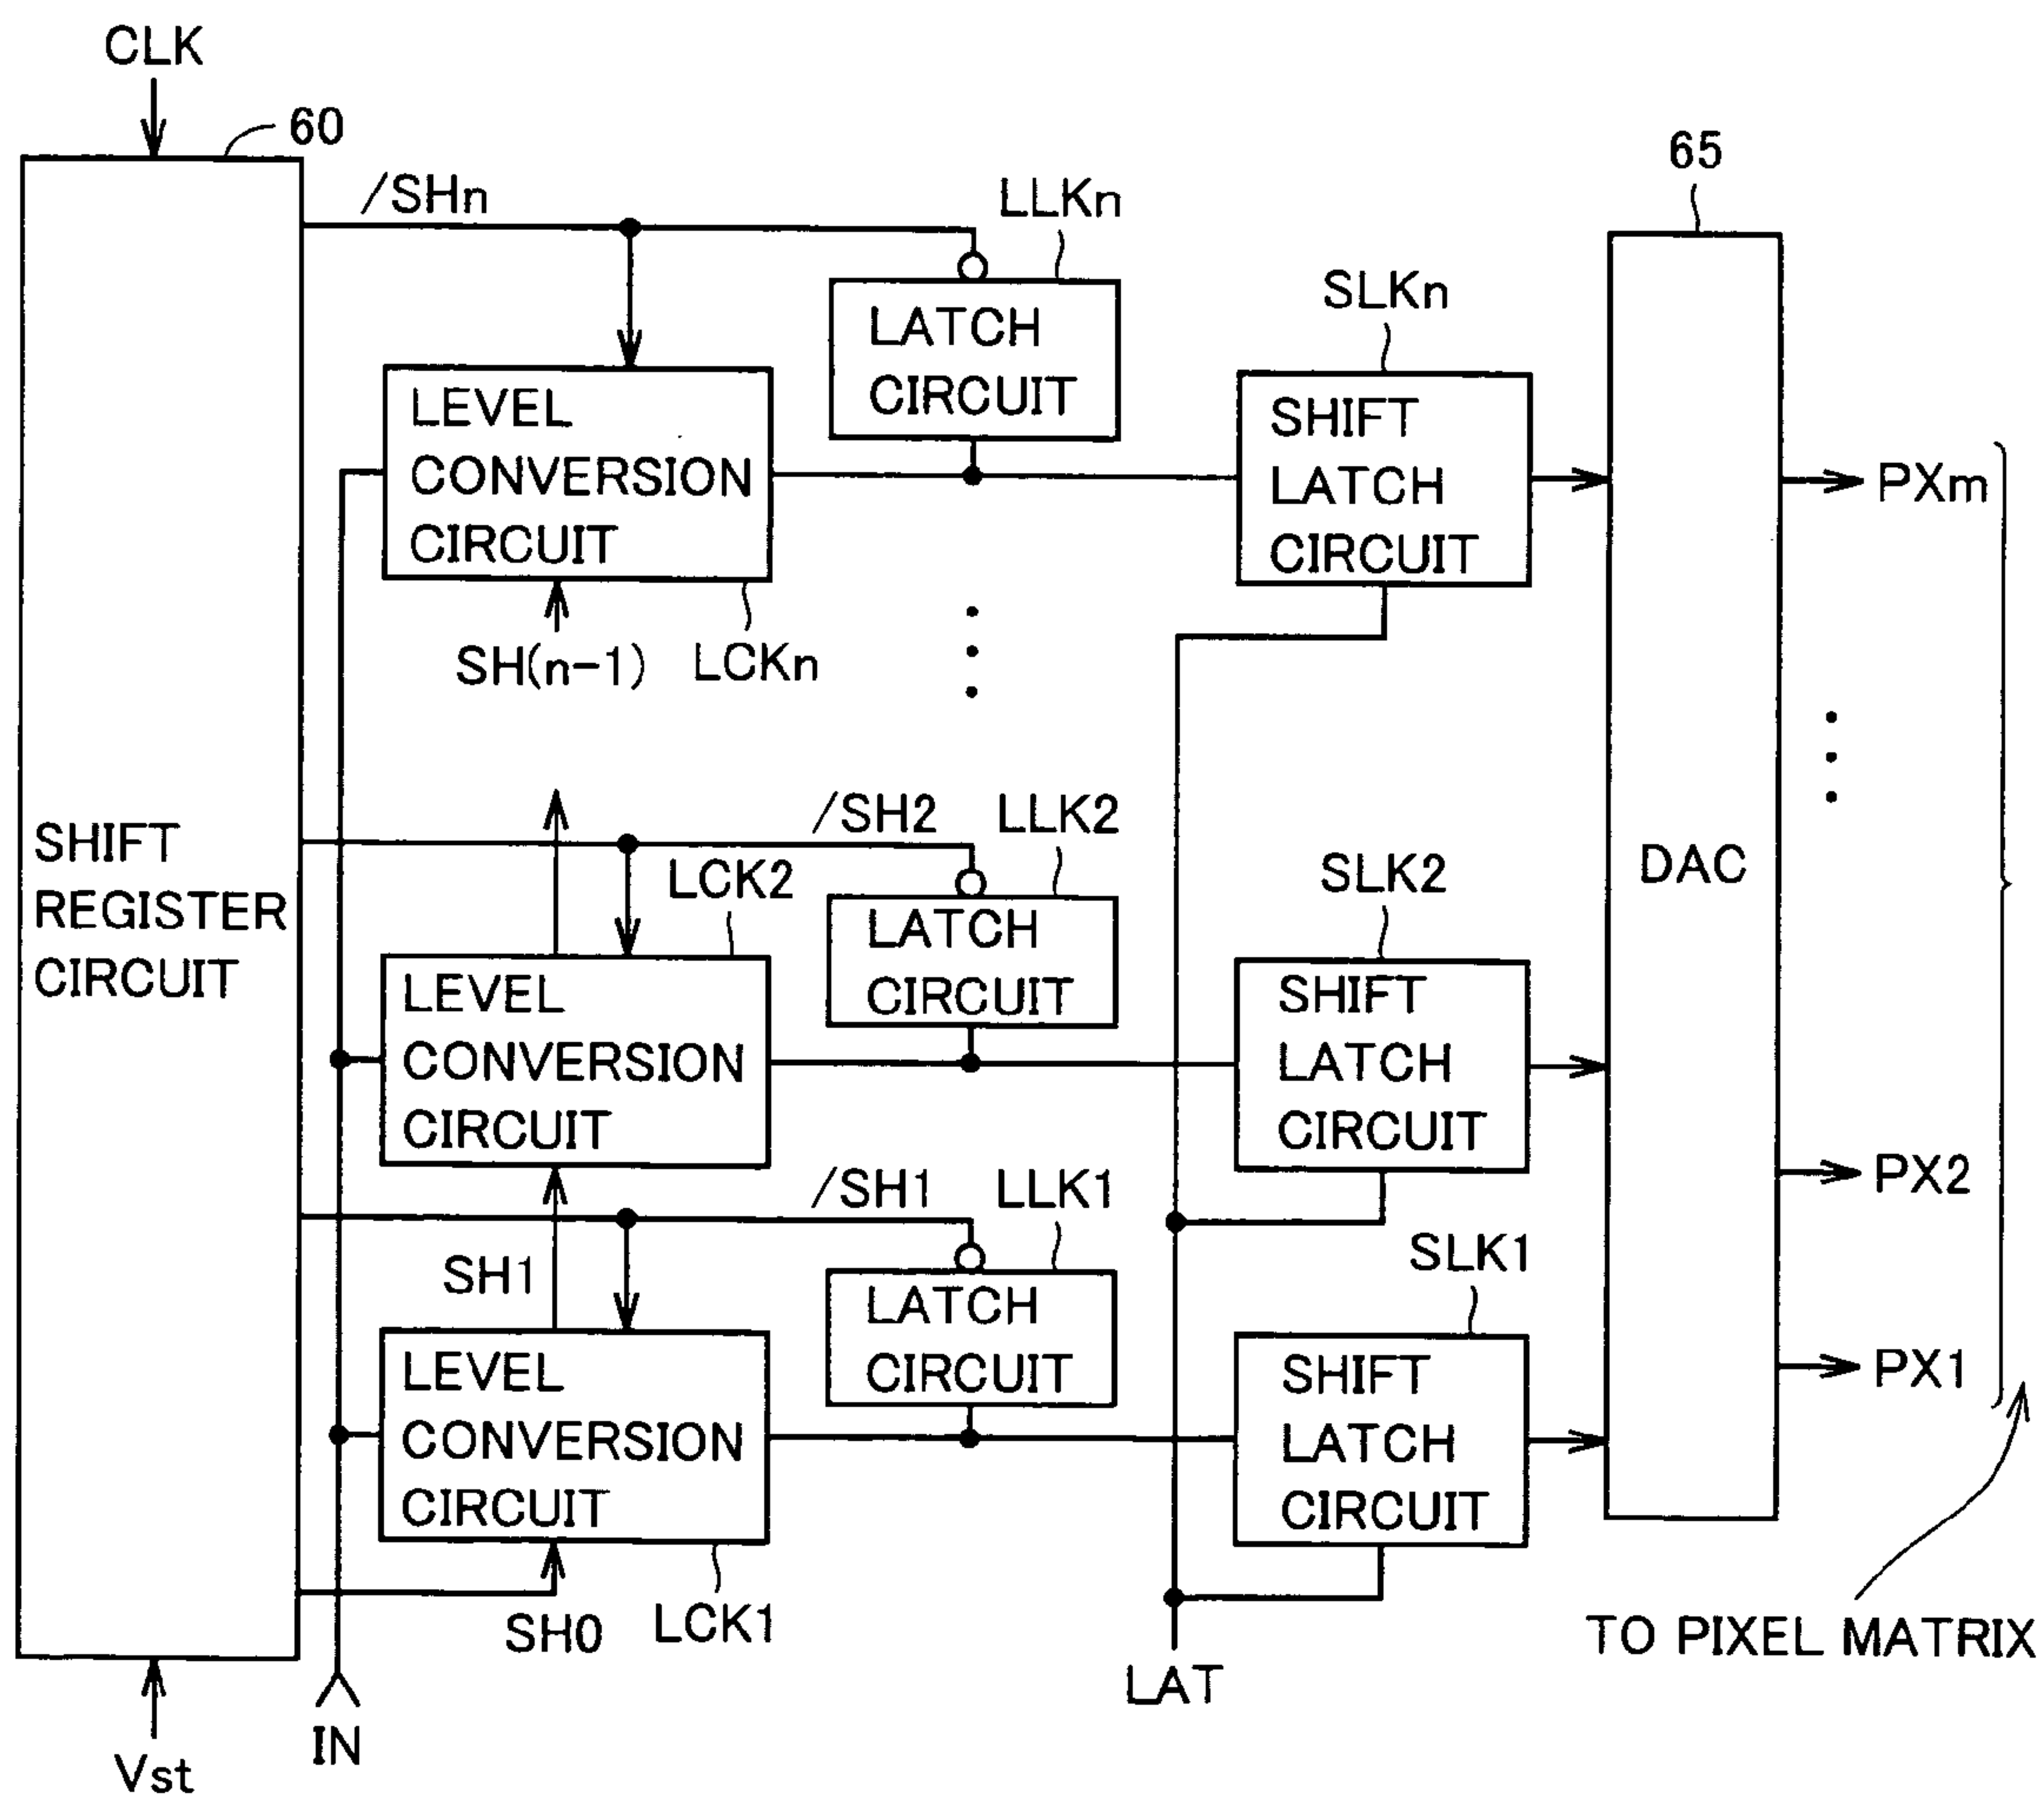 CLK
60
65
/SHn
LLKn
LATCH
CIRCUIT
SLKn
LEVEL
CONVERSION
CIRCUIT
SHIFT
LATCH
CIRCUIT
PXm
SH(n-1)
LCKn
/SH2
LLK2
LCK2
LATCH
CIRCUIT
SLK2
DAC
SHIFT
REGISTER
CIRCUIT
LEVEL
CONVERSION
CIRCUIT
SHIFT
LATCH
CIRCUIT
PX2
/SH1
LLK1
SH1
LATCH
CIRCUIT
SLK1
LEVEL
CONVERSION
CIRCUIT
SHIFT
LATCH
CIRCUIT
PX1
SH0
LCK1
TO PIXEL MATRIX
LAT
IN
Vst